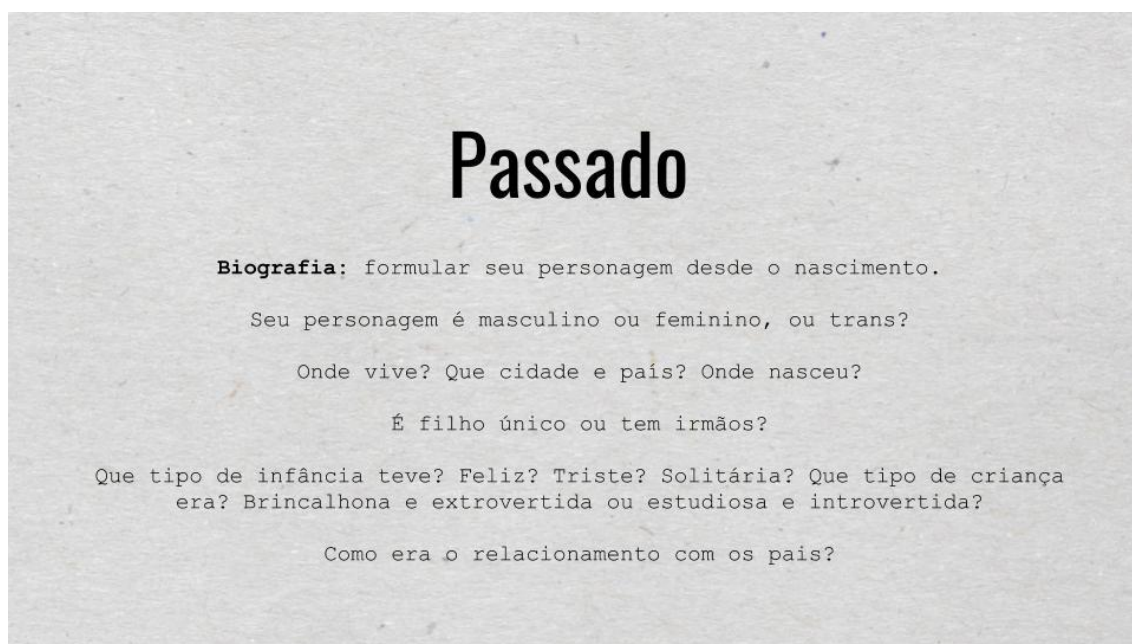 Passado
Biografia: formular seu personagem desde o nascimento.
Seu personagem é masculino ou feminino, ou trans?
Onde vive? Que cidade e país? Onde nasceu?
É filho único ou tem irmãos?
Que tipo de infância teve? Feliz? Triste? Solitária? Que tipo de criança
era? Brincalhona e extrovertida ou estudiosa e introvertida?
Como era o relacionamento com os pais?